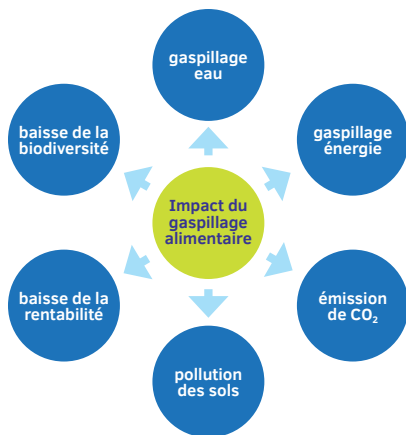 gaspillage
eau
baisse de la
biodiversité
gaspillage
énergie
Impact du
gaspillage
alimentaire
baisse de la
rentabilité
émission
de CO₂
pollution
des sols